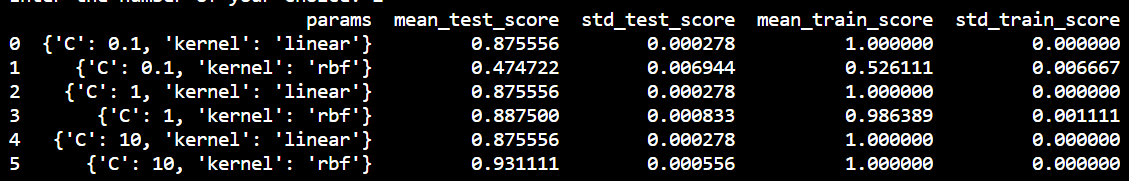 params mean_test_score std_test_score mean_train_score std_train_score
0 {'C': 0.1, 'kernel': 'linear'} 0.875556 0.000278 1.000000 0.000000
1 {'C': 0.1, 'kernel': 'rbf'} 0.474722 0.006944 0.526111 0.006667
2 {'C': 1, 'kernel': 'linear'} 0.875556 0.000278 1.000000 0.000000
3 {'C': 1, 'kernel': 'rbf'} 0.887500 0.000833 0.986389 0.001111
4 {'C': 10, 'kernel': 'linear'} 0.875556 0.000278 1.000000 0.000000
5 {'C': 10, 'kernel': 'rbf'} 0.931111 0.000556 1.000000 0.000000